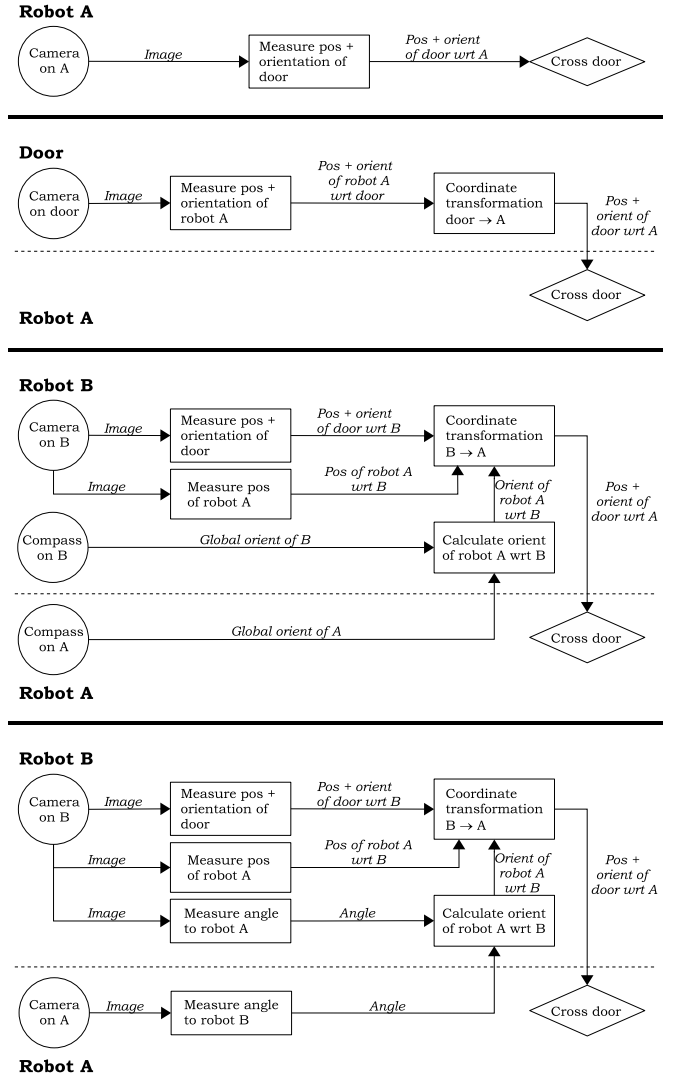 Robot A
Camera
on A
Image
Measure pos +
orientation of
door
Pos + orient
of door wrt A
Cross door
Door
Camera
on door
Image
Measure pos +
orientation of
robot A
Pos + orient
of robot A
wrt door
Coordinate
transformation
door → A
Pos +
orient of
door wrt A
Cross door
Robot A
Robot B
Camera
on B
Image
Measure pos +
orientation of
door
Pos + orient
of door wrt B
Coordinate
transformation
B → A
Image
Measure pos
of robot A
Pos of robot A
wrt B
Orient of
robot A
wrt B
Pos +
orient of
door wrt A
Compass
on B
Global orient of B
Calculate orient
of robot A wrt B
Compass
on A
Global orient of A
Cross door
Robot A
Robot B
Camera
on B
Image
Measure pos +
orientation of
door
Pos + orient
of door wrt B
Coordinate
transformation
B → A
Image
Measure pos
of robot A
Pos of robot A
wrt B
Orient of
robot A
wrt B
Pos +
orient of
door wrt A
Image
Measure angle
to robot A
Angle
Calculate orient
of robot A wrt B
Camera
on A
Image
Measure angle
to robot B
Angle
Cross door
Robot A